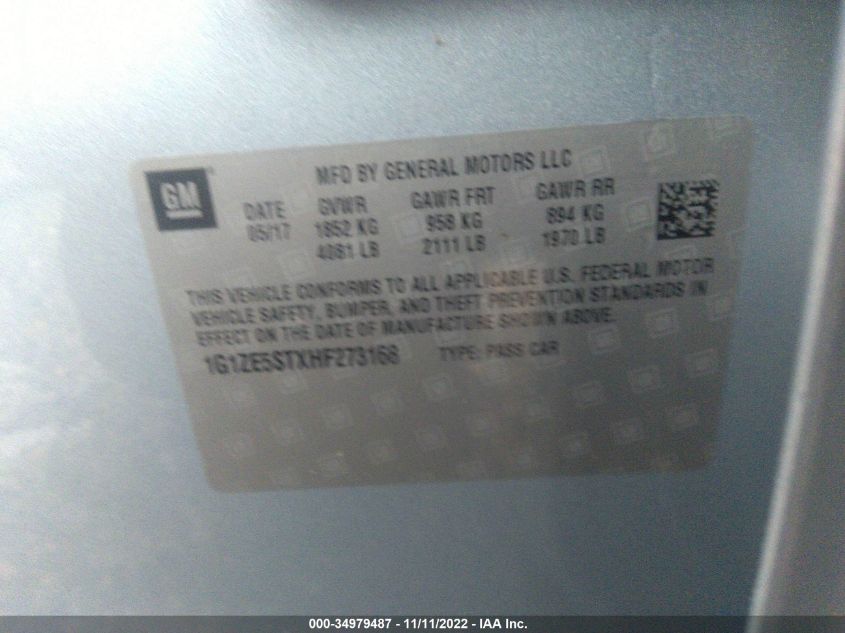 GM
MFD BY GENERAL MOTORS LLC
DATE GVWR GAWR FRT GAWR RR
05/17 1852 KG 958 KG 894 KG
4081 LB 2111 LB 1970 LB
THIS VEHICLE CONFORMS TO ALL APPLICABLE U.S. FEDERAL MOTOR
VEHICLE SAFETY, BUMPER, AND THEFT PREVENTION STANDARDS IN
EFFECT ON THE DATE OF MANUFACTURE SHOWN ABOVE.
1G1ZE5STXHF273168 TYPE: PASS CAR
000-34979487 - 11/11/2022 - IAA Inc.